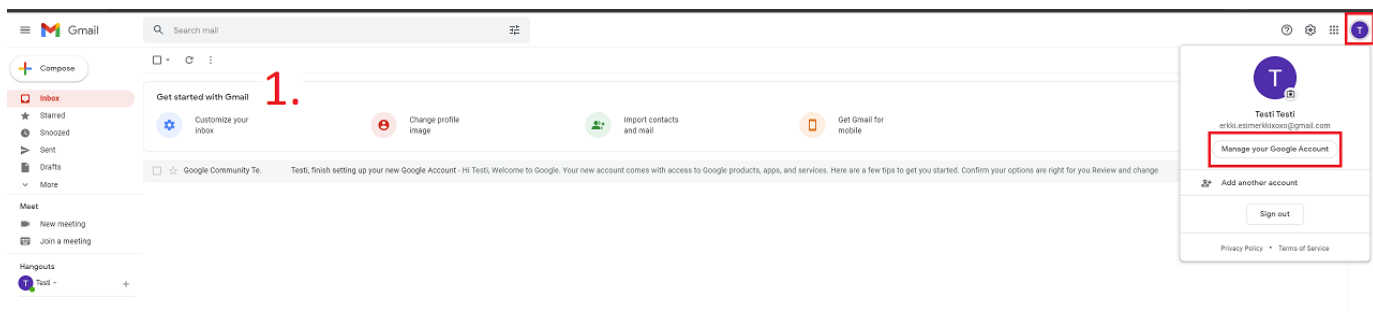 Gmail
Search mail
T
Compose
1.
Inbox
Starred
Snoozed
Sent
Drafts
More
Meet
New meeting
Join a meeting
Hangouts
T
Testi
Get started with Gmail
Customize your
inbox
Change profile
image
Import contacts
and mail
Get Gmail for
mobile
Google Community Te.
Testi, finish setting up your new Google Account - Hi Testi, Welcome to Google. Your new account comes with access to Google products, apps, and services. Here are a few tips to get you started. Confirm your options are right for you Review and change
T
Testi Testi
erkki.esimerkkixoxo@gmail.com
Manage your Google Account
Add another account
Sign out
Privacy Policy • Terms of Service